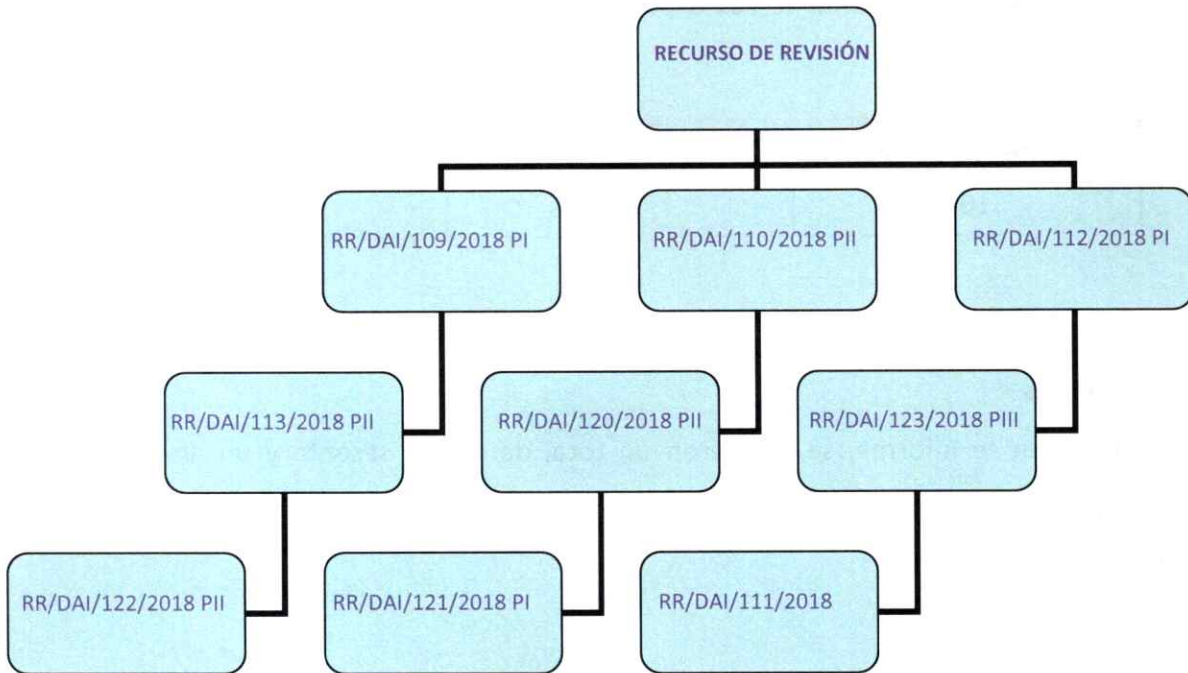 RECURSO DE REVISIÓN
RR/DAI/109/2018 PI
RR/DAI/110/2018 PII
RR/DAI/112/2018 PI
RR/DAI/113/2018 PII
RR/DAI/120/2018 PII
RR/DAI/123/2018 PIII
RR/DAI/122/2018 PII
RR/DAI/121/2018 PI
RR/DAI/111/2018